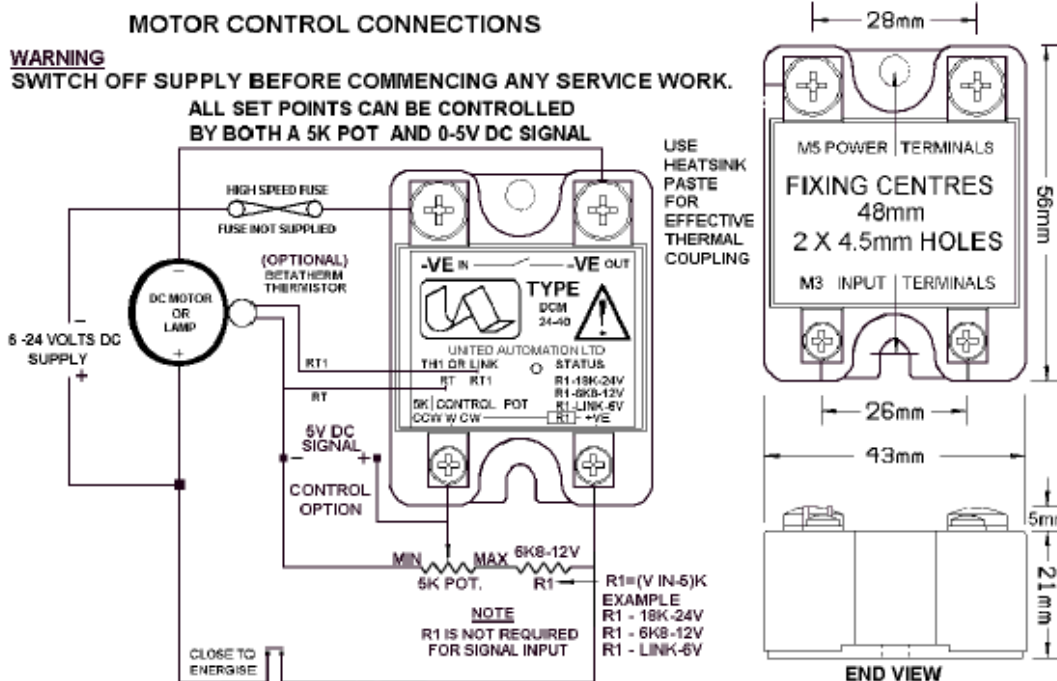 MOTOR CONTROL CONNECTIONS
WARNING
SWITCH OFF SUPPLY BEFORE COMMENCING ANY SERVICE WORK.
ALL SET POINTS CAN BE CONTROLLED
BY BOTH A 5K POT AND 0-5V DC SIGNAL
HIGH SPEED FUSE
FUSE NOT SUPPLIED
(OPTIONAL)
BETATHERM
THERMISTOR
DC MOTOR
OR
LAMP
6 -24 VOLTS DC
SUPPLY
-
+
-
+
RT1
RT
-VE IN
-VE OUT
TYPE
DCM
24-40
UNITED AUTOMATION LTD
TH1 OR LINK
RT RT1
STATUS
R1-18K-24V
R1-6K8-12V
R1-LINK-6V
5K CONTROL POT
CCW W CW
R1 +VE
5V DC
SIGNAL
- +
CONTROL
OPTION
MIN
MAX
6K8-12V
5K POT.
R1
NOTE
R1 IS NOT REQUIRED
FOR SIGNAL INPUT
R1=(V IN-5)K
EXAMPLE
R1 - 18K-24V
R1 - 6K8-12V
R1 - LINK-6V
CLOSE TO
ENERGISE
USE
HEATSINK
PASTE
FOR
EFFECTIVE
THERMAL
COUPLING
28mm
M5 POWER TERMINALS
FIXING CENTRES
48mm
2 X 4.5mm HOLES
M3 INPUT TERMINALS
56mm
26mm
43mm
5mm
21mm
END VIEW